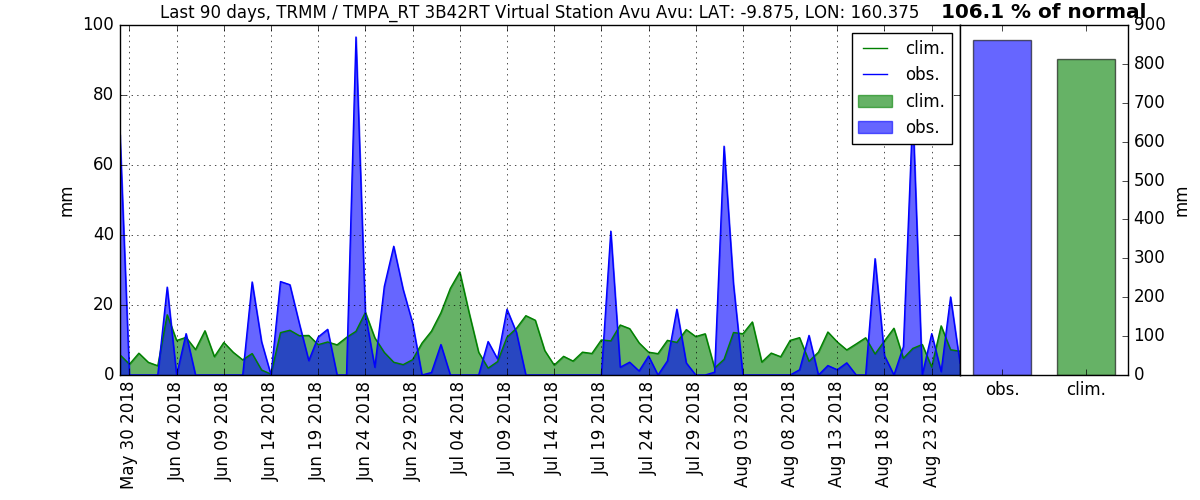 Last 90 days, TRMM / TMPA_RT 3B42RT Virtual Station Avu Avu: LAT: -9.875, LON: 160.375
106.1 % of normal
100
80
60
40
20
0
mm
clim.
obs.
clim.
obs.
900
800
700
600
500
400
300
200
100
0
mm
obs.
clim.
May 30 2018
Jun 04 2018
Jun 09 2018
Jun 14 2018
Jun 19 2018
Jun 24 2018
Jun 29 2018
Jul 04 2018
Jul 09 2018
Jul 14 2018
Jul 19 2018
Jul 24 2018
Jul 29 2018
Aug 03 2018
Aug 08 2018
Aug 13 2018
Aug 18 2018
Aug 23 2018